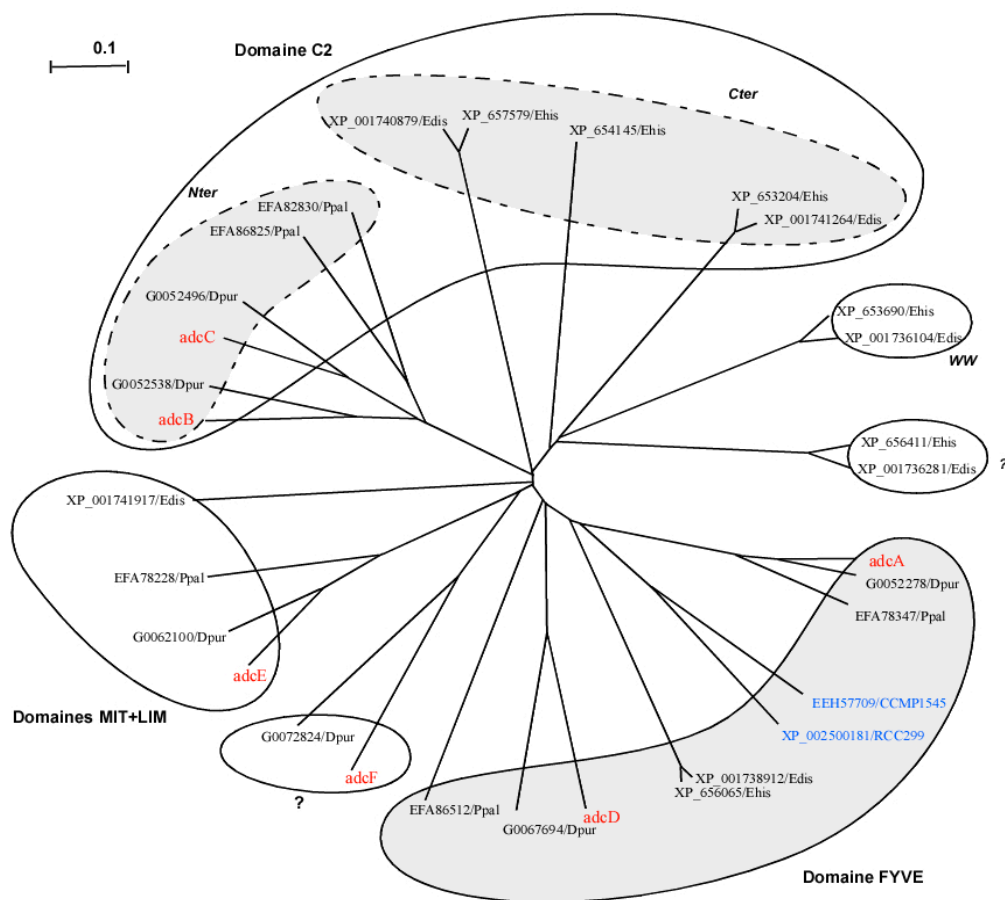 0.1
Domaine C2
Cter
XP_001740879/Edis
XP_657579/Ehis
XP_654145/Ehis
Nter
EFA82830/Ppal
XP_653204/Ehis
XP_001741264/Edis
EFA86825/Ppal
G0052496/Dpur
XP_653690/Ehis
adcC
XP_001736104/Edis
WW
G0052538/Dpur
adcB
XP_656411/Ehis
?
XP_001736281/Edis
XP_001741917/Edis
adcA
EFA78228/Ppal
G0052278/Dpur
EFA78347/Ppal
G0062100/Dpur
adcE
EEH57709/CCMP1545
Domaines MIT+LIM
G0072824/Dpur
XP_002500181/RCC299
adcF
XP_001738912/Edis
XP_656065/Ehis
?
EFA86512/Ppal
adcD
G0067694/Dpur
Domaine FYVE